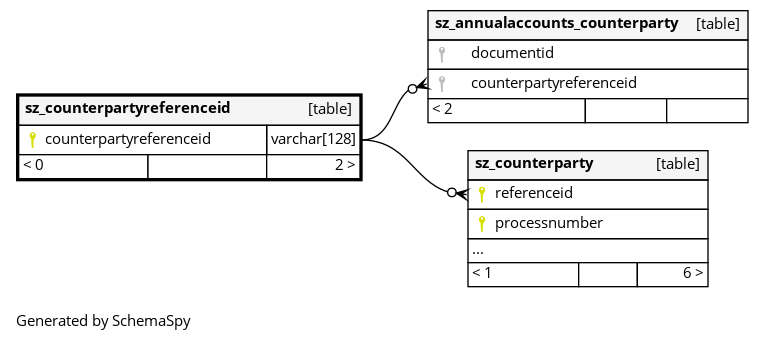 sz_counterpartyreferenceid [table]
counterpartyreferenceid varchar[128]
< 0 2 >
sz_annualaccounts_counterparty [table]
documentid
counterpartyreferenceid
< 2
sz_counterparty [table]
referenceid
processnumber
...
< 1 6 >
Generated by SchemaSpy